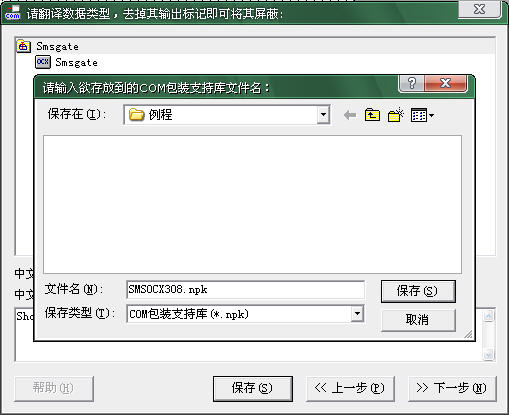 请翻译数据类型,去掉其输出标记即可将其屏蔽:
com
Smsgate
OCX Smsgate
请输入欲存放到的COM包装支持库文件名:
保存在(I): 例程
中文
文件名(N): SMSOCX308.npk 保存(S)
中文
保存类型(T): COM包装支持库(*.npk)
Sho
取消
帮助(H) 保存(S) << 上一步(P) >> 下一步(N)